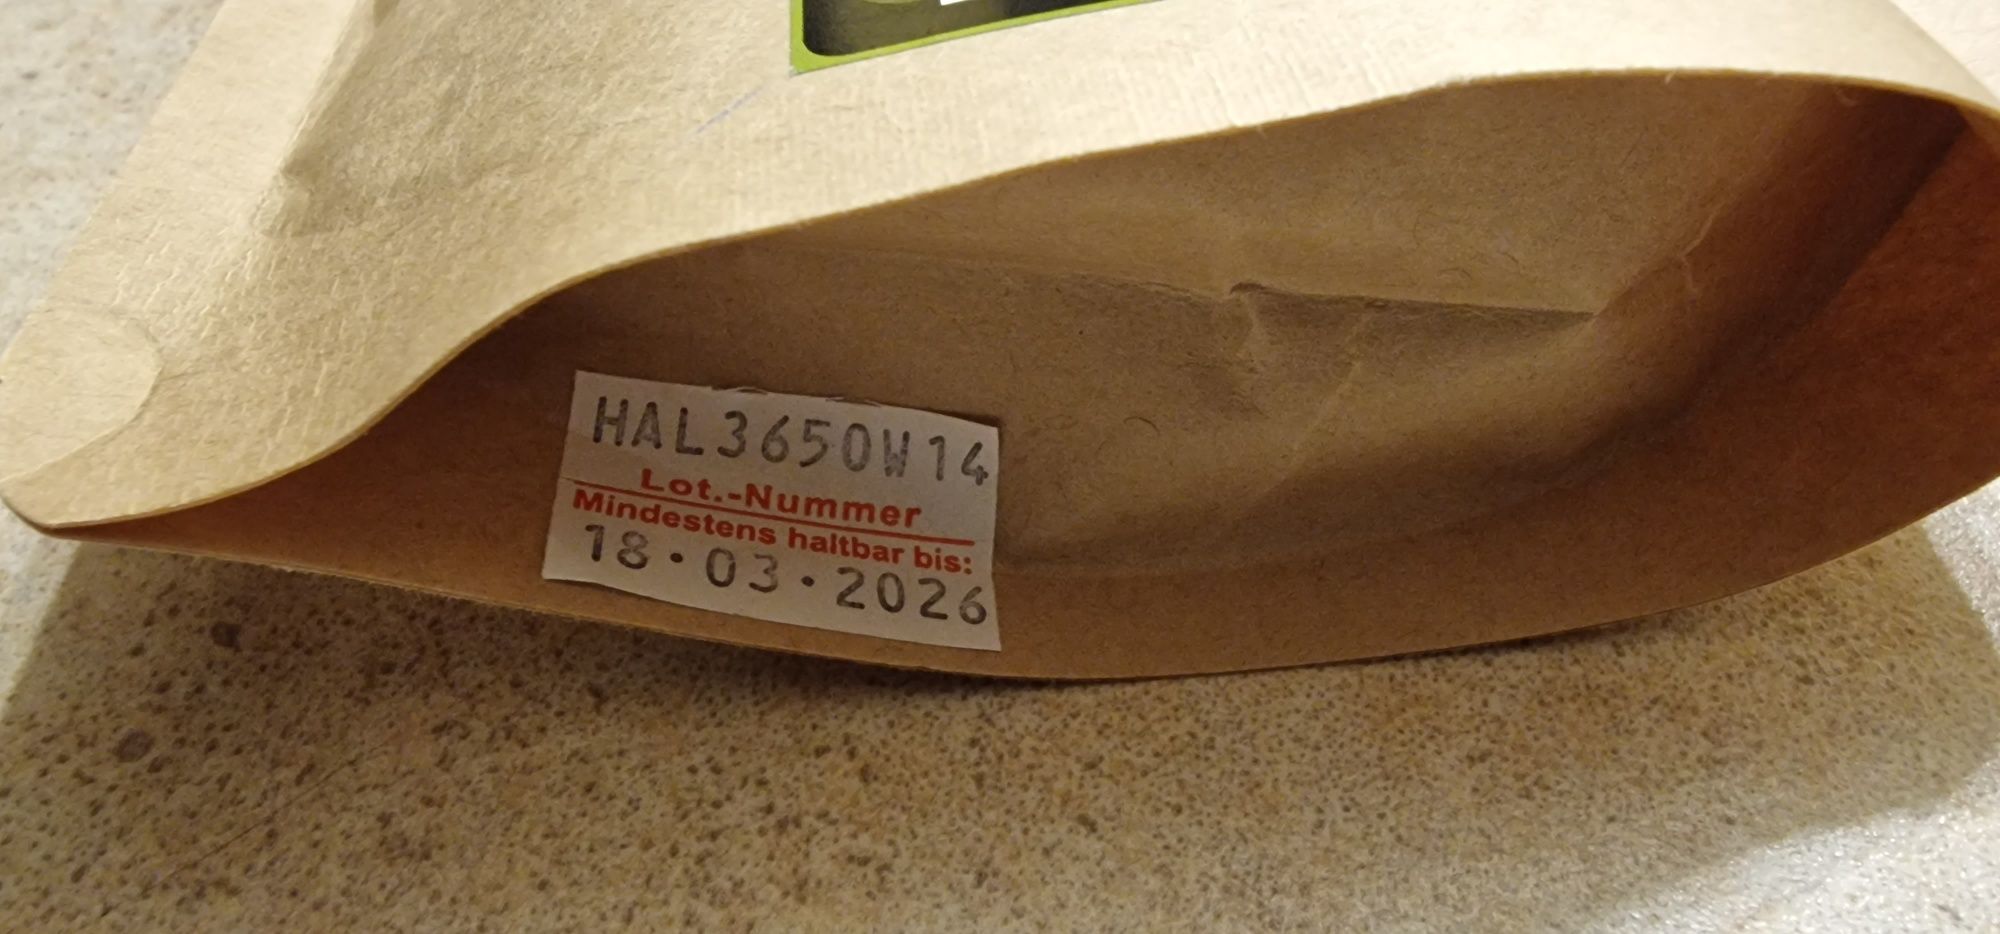 HAL3650W14
Lot.-Nummer
Mindestens haltbar bis:
18.03.2026